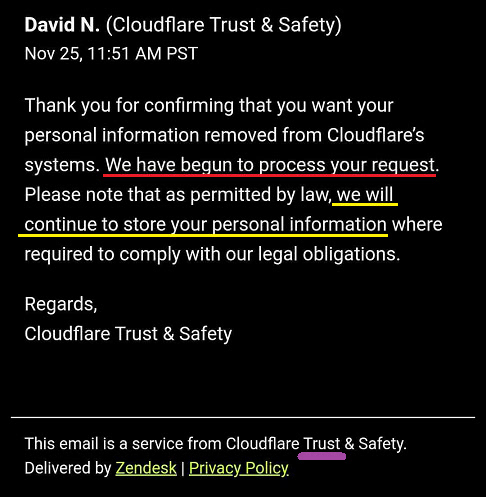 David N. (Cloudflare Trust & Safety)
Nov 25, 11:51 AM PST
Thank you for confirming that you want your
personal information removed from Cloudflare's
systems. We have begun to process your request.
Please note that as permitted by law, we will
continue to store your personal information where
required to comply with our legal obligations.
Regards,
Cloudflare Trust & Safety
This email is a service from Cloudflare Trust & Safety.
Delivered by Zendesk | Privacy Policy